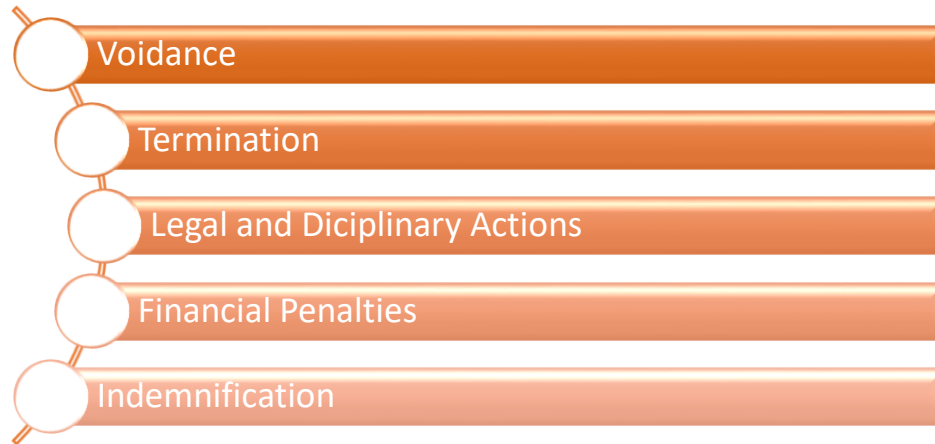 Voidance
Termination
Legal and Diciplinary Actions
Financial Penalties
Indemnification